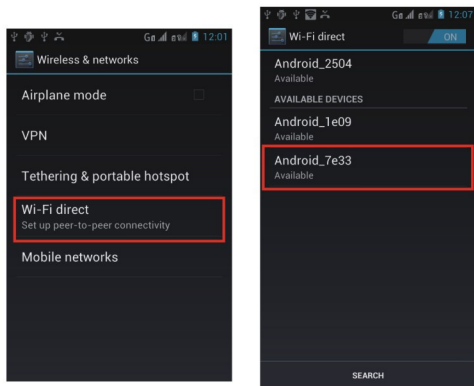 12:01
Wireless & networks
Airplane mode
VPN
Tethering & portable hotspot
Wi-Fi direct
Set up peer-to-peer connectivity
Mobile networks
12:07
Wi-Fi direct ON
Android_2504
Available
AVAILABLE DEVICES
Android_1e09
Available
Android_7e33
Available
SEARCH